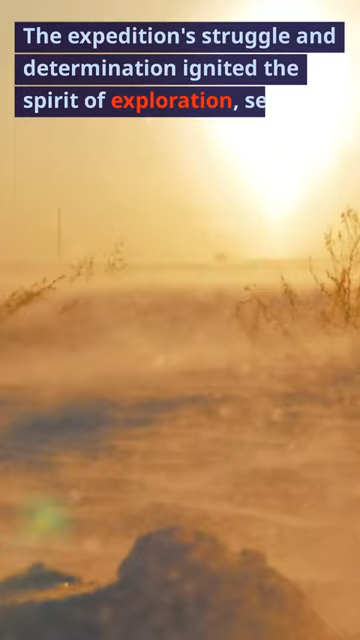 The expedition's struggle and
determination ignited the
spirit of exploration, se